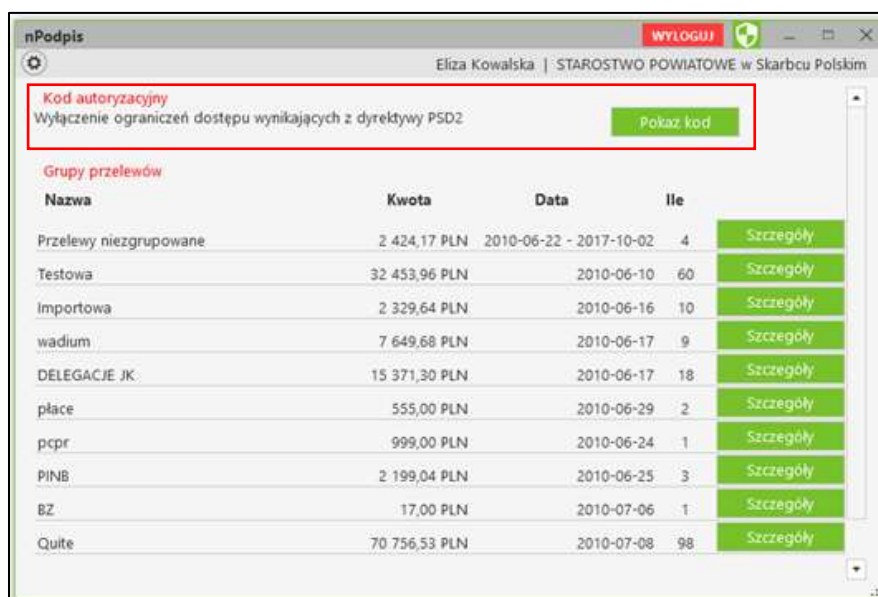 nPodpis WYLOGUJ
Eliza Kowalska | STAROSTWO POWIATOWE w Skarbcu Polskim
Kod autoryzacyjny
Wyłączenie ograniczeń dostępu wynikających z dyrektywy PSD2 Pokaż kod
Grupy przelewów
Nazwa Kwota Data Ile
Przelewy niezgrupowane 2 424,17 PLN 2010-06-22 - 2017-10-02 4 Szczegóły
Testowa 32 453,96 PLN 2010-06-10 60 Szczegóły
Importowa 2 329,64 PLN 2010-06-16 10 Szczegóły
wadium 7 649,68 PLN 2010-06-17 9 Szczegóły
DELEGACJE JK 15 371,30 PLN 2010-06-17 18 Szczegóły
płace 555,00 PLN 2010-06-29 2 Szczegóły
pcpr 999,00 PLN 2010-06-24 1 Szczegóły
PINB 2 199,04 PLN 2010-06-25 3 Szczegóły
BZ 17,00 PLN 2010-07-06 1 Szczegóły
Quite 70 756,53 PLN 2010-07-08 98 Szczegóły